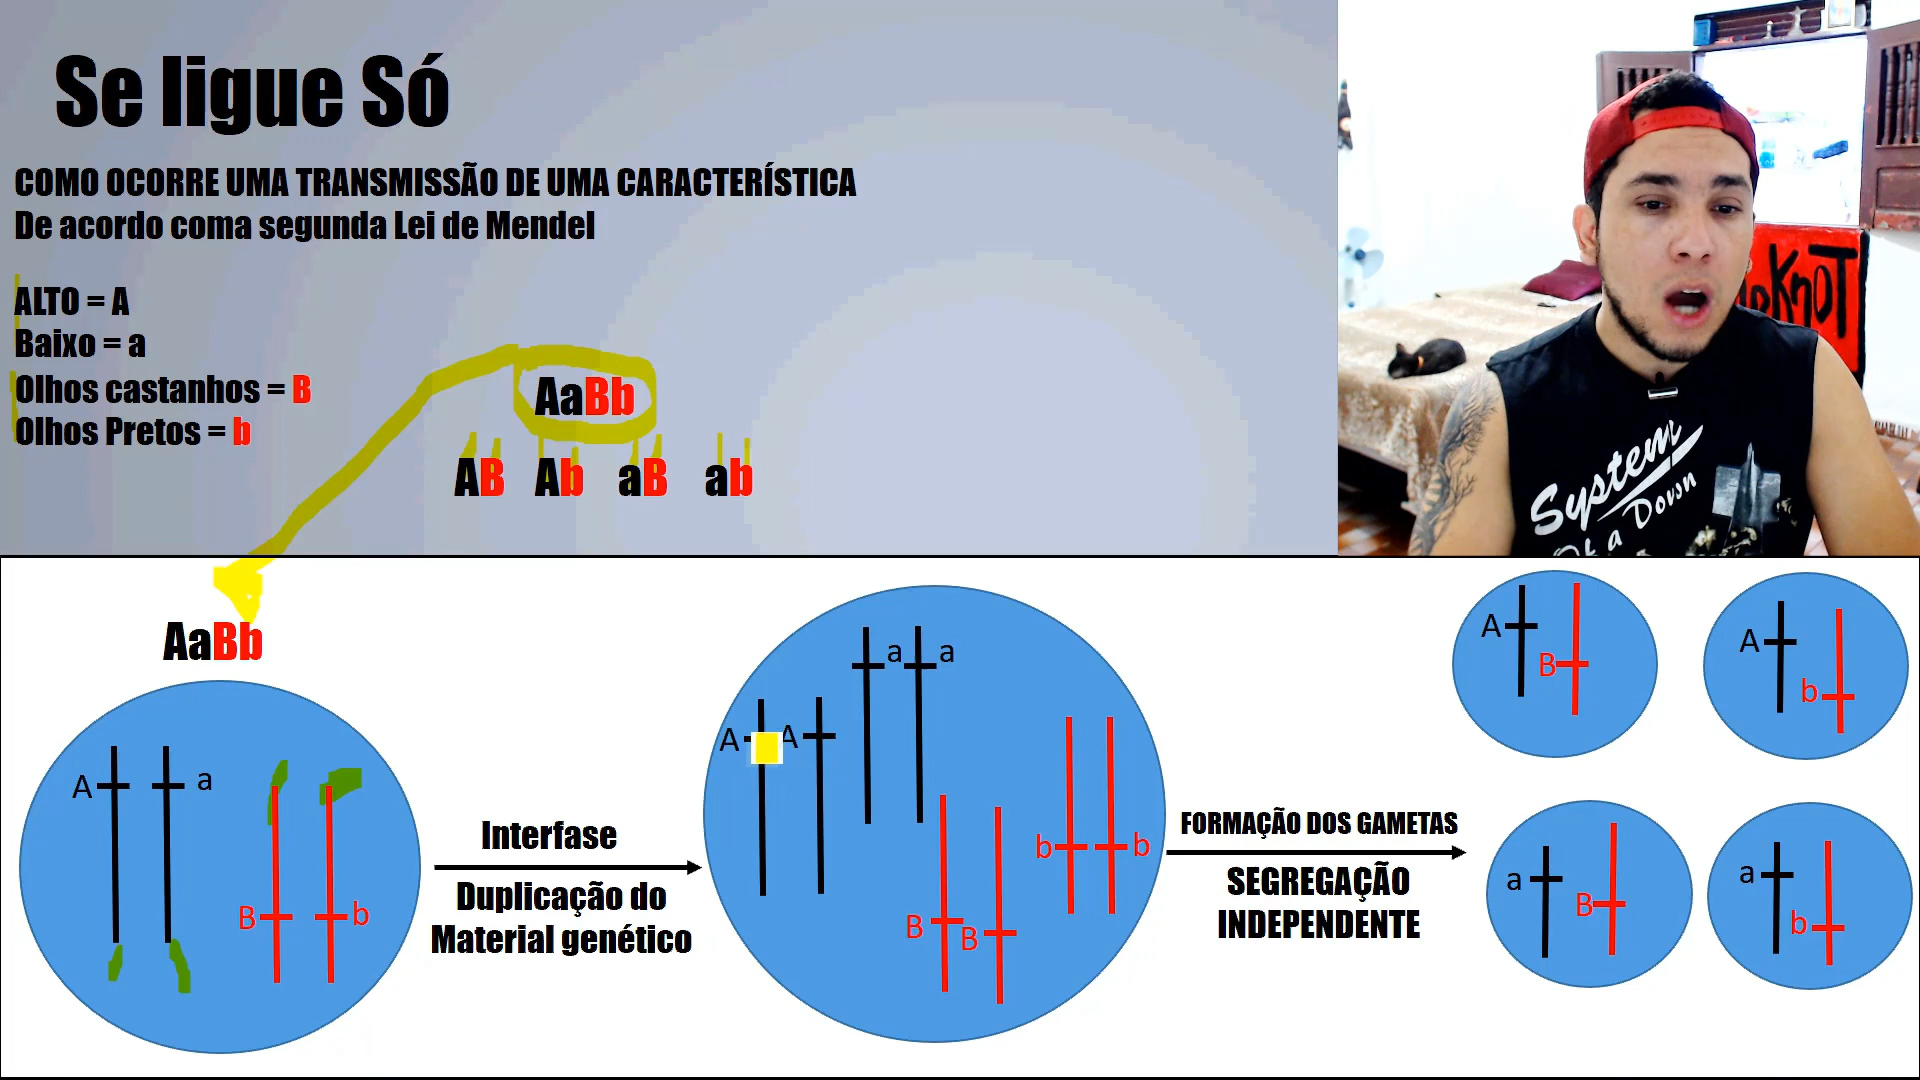 Se ligue Só
COMO OCORRE UMA TRANSMISSÃO DE UMA CARACTERÍSTICA
De acordo coma segunda Lei de Mendel
ALTO = A
Baixo = a
Olhos castanhos = B
Olhos Pretos = b
AaBb
AB Ab aB ab
System
Of a Down
AaBb
A a
B b
Interfase
Duplicação do
Material genético
a a
A A
b b
B B
FORMAÇÃO DOS GAMETAS
SEGREGAÇÃO
INDEPENDENTE
A B
A b
a B
a b